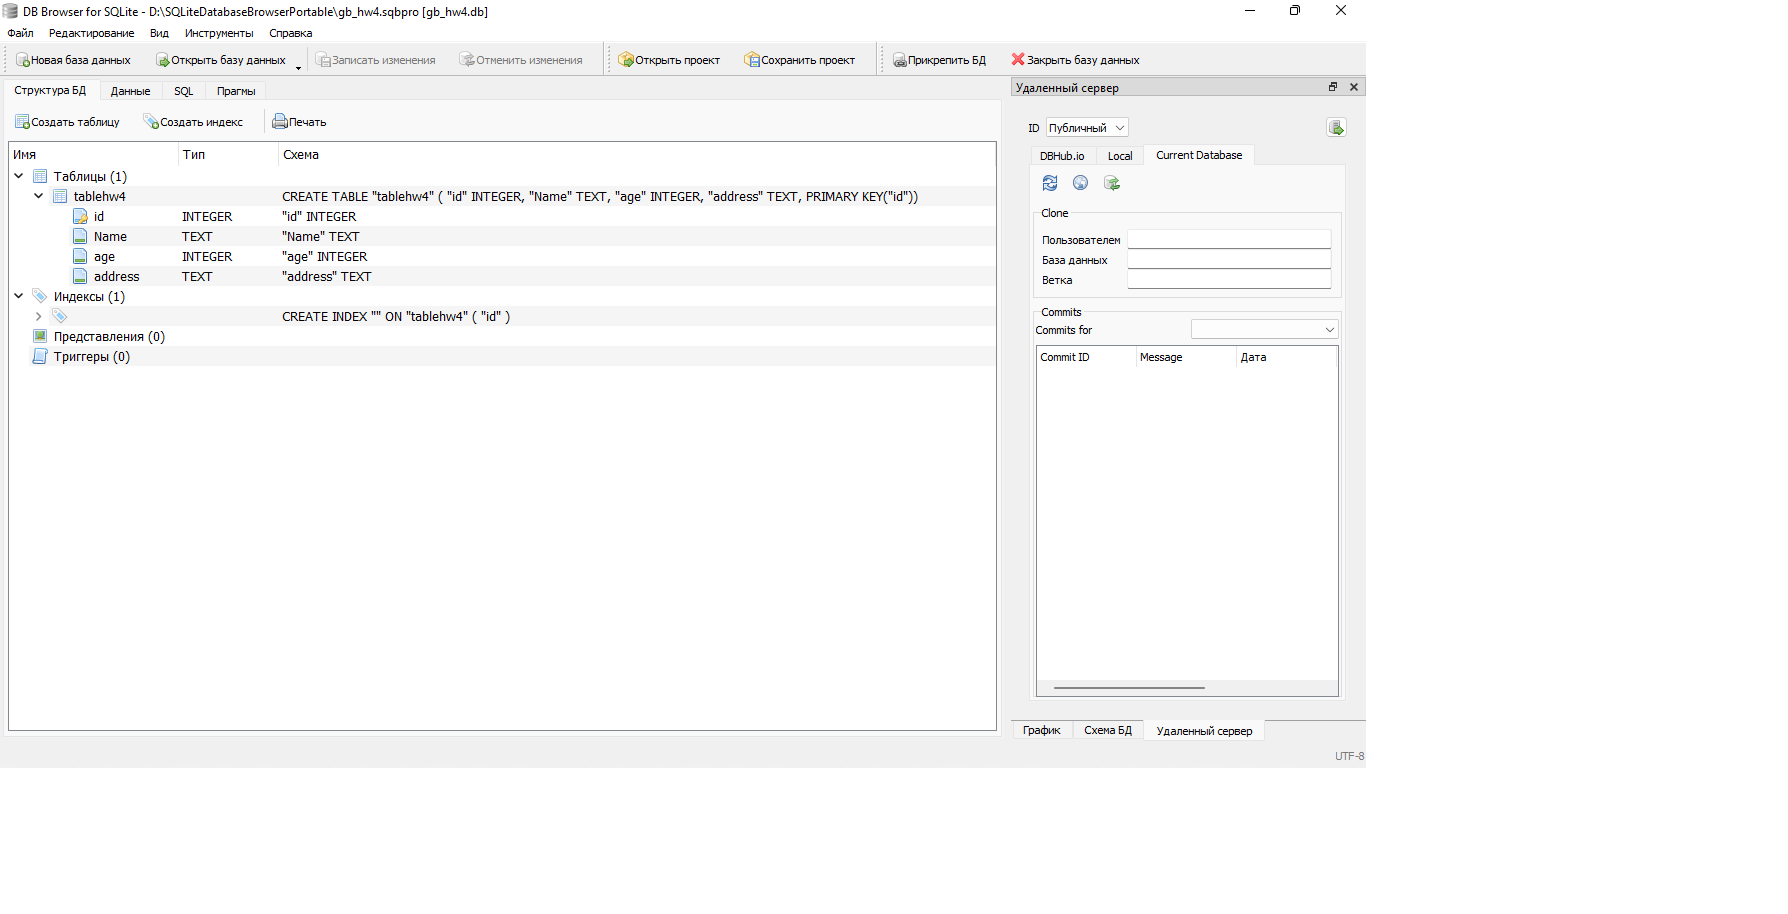 DB Browser for SQLite - D:\SQLiteDatabaseBrowserPortable\gb_hw4.sqbpro [gb_hw4.db]
Файл Редактирование Вид Инструменты Справка
Новая база данных Открыть базу данных Записать изменения Отменить изменения Открыть проект Сохранить проект Прикрепить БД Закрыть базу данных
Структура БД Данные SQL Прагмы
Создать таблицу Создать индекс Печать
Имя Тип Схема
Таблицы (1)
tablehw4 CREATE TABLE "tablehw4" ( "id" INTEGER, "Name" TEXT, "age" INTEGER, "address" TEXT, PRIMARY KEY("id"))
id INTEGER "id" INTEGER
Name TEXT "Name" TEXT
age INTEGER "age" INTEGER
address TEXT "address" TEXT
Индексы (1)
CREATE INDEX "" ON "tablehw4" ( "id" )
Представления (0)
Триггеры (0)
Удаленный сервер
ID Публичный
DBHub.io Local Current Database
Clone
Пользователем
База данных
Ветка
Commits
Commits for
Commit ID Message Дата
График Схема БД Удаленный сервер
UTF-8